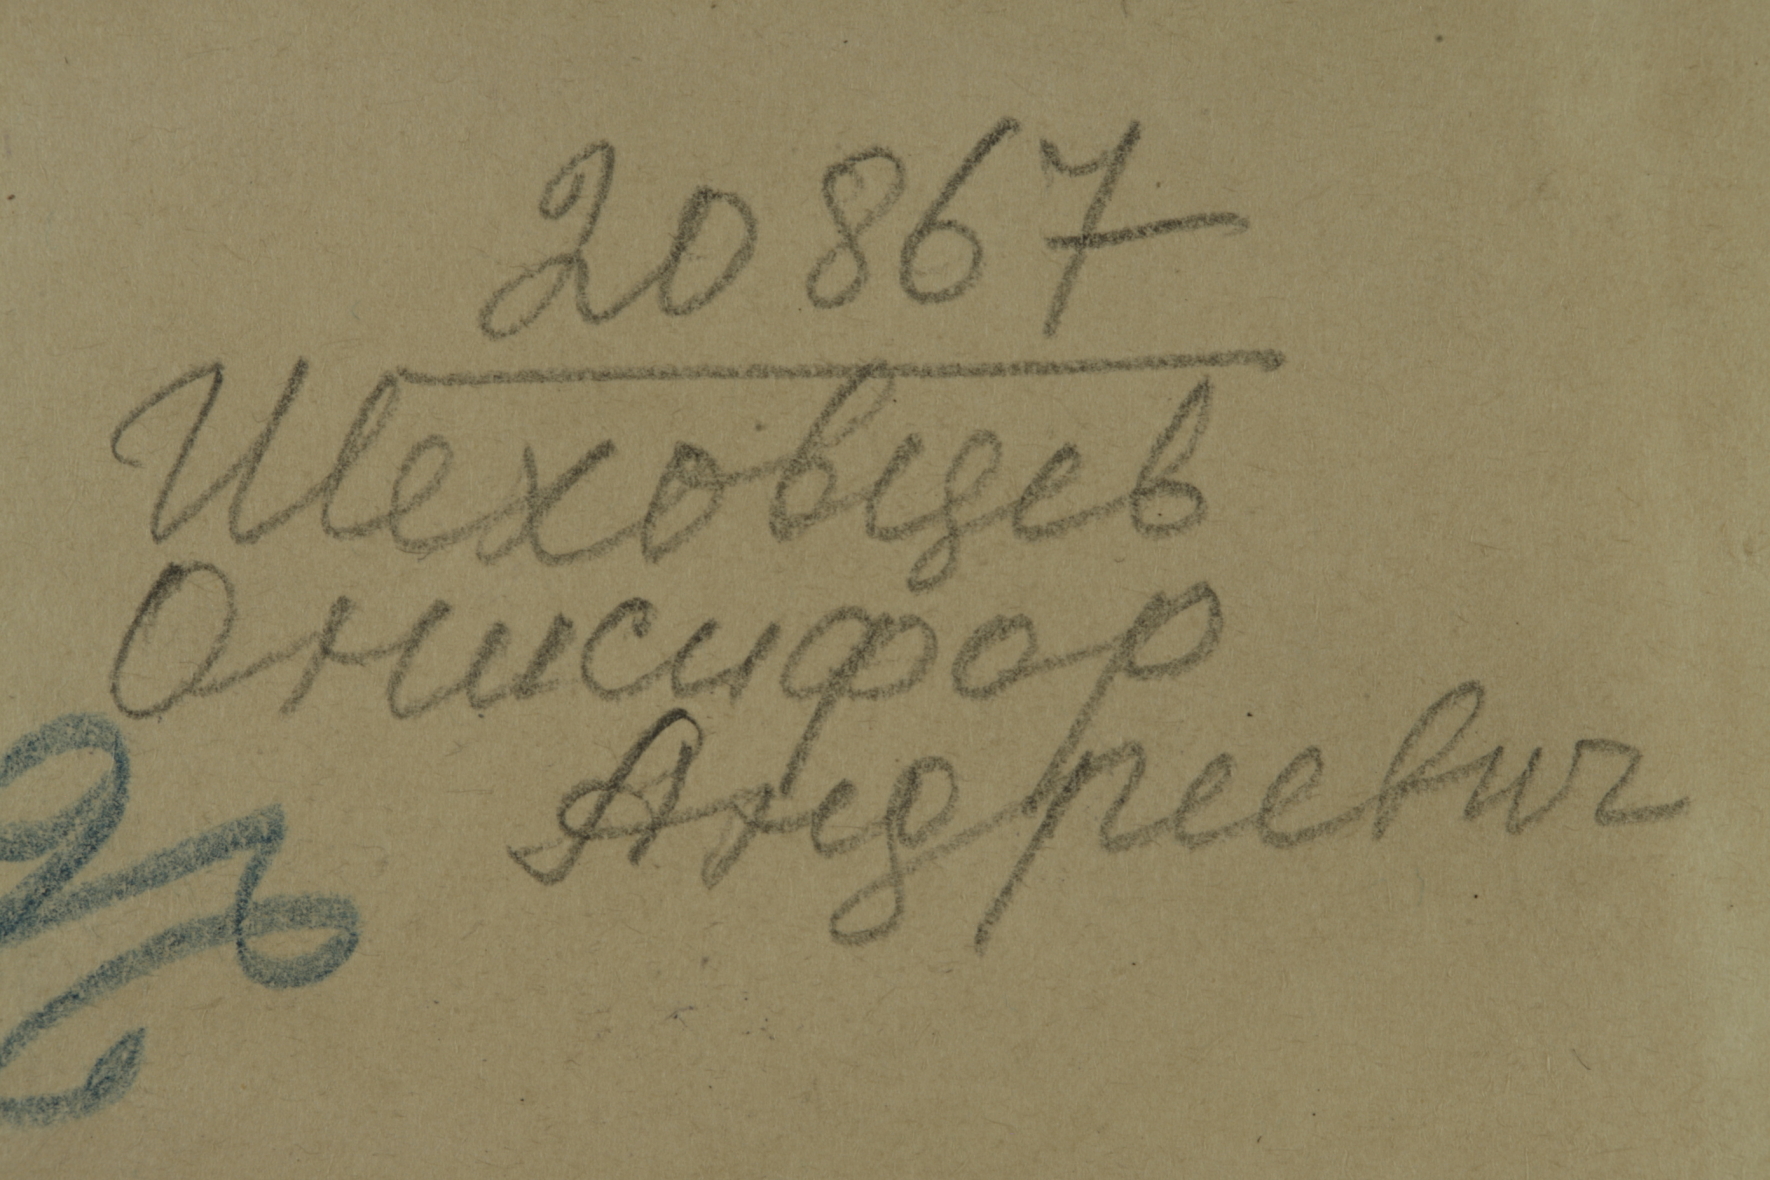 20867
Шеховцев
Онисифор
Андреевич